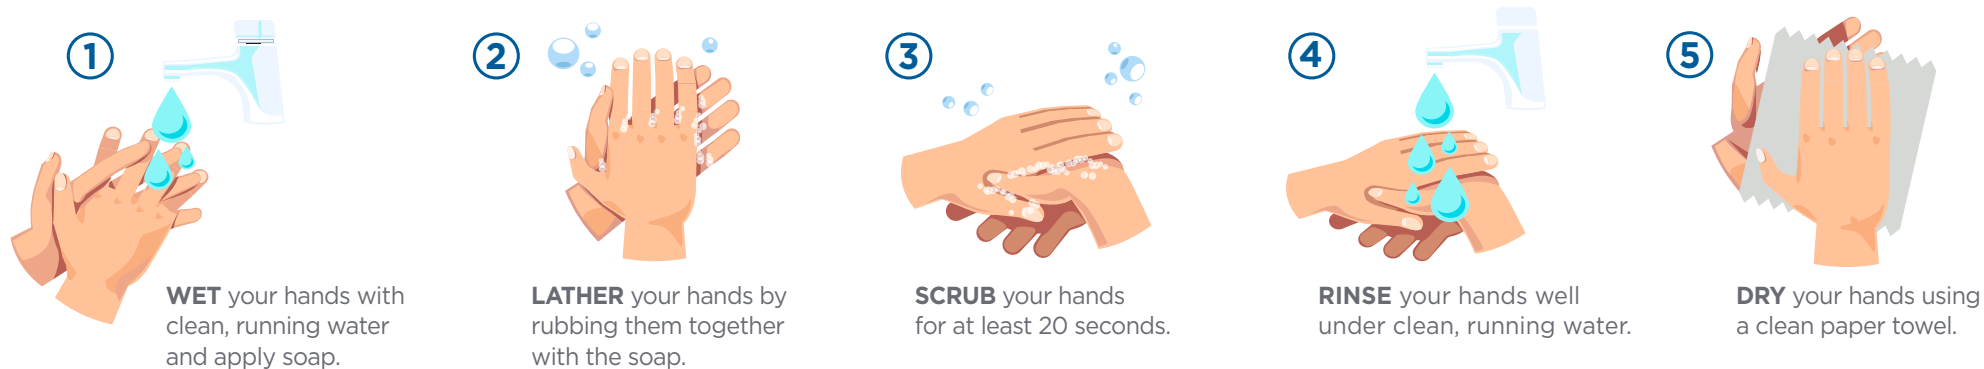 1
WET your hands with
clean, running water
and apply soap.
2
LATHER your hands by
rubbing them together
with the soap.
3
SCRUB your hands
for at least 20 seconds.
4
RINSE your hands well
under clean, running water.
5
DRY your hands using
a clean paper towel.